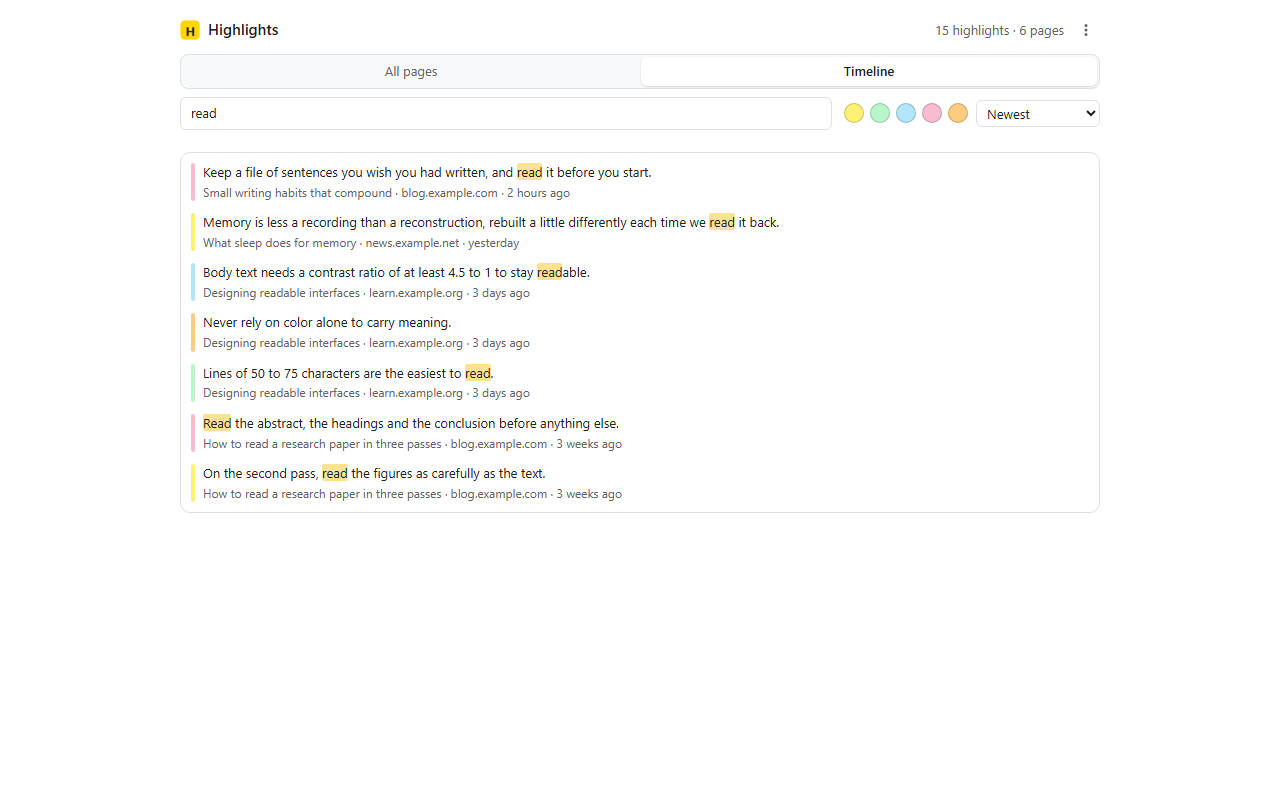 H Highlights
15 highlights · 6 pages
All pages
Timeline
read
Newest
Keep a file of sentences you wish you had written, and read it before you start.
Small writing habits that compound · blog.example.com · 2 hours ago
Memory is less a recording than a reconstruction, rebuilt a little differently each time we read it back.
What sleep does for memory · news.example.net · yesterday
Body text needs a contrast ratio of at least 4.5 to 1 to stay readable.
Designing readable interfaces · learn.example.org · 3 days ago
Never rely on color alone to carry meaning.
Designing readable interfaces · learn.example.org · 3 days ago
Lines of 50 to 75 characters are the easiest to read.
Designing readable interfaces · learn.example.org · 3 days ago
Read the abstract, the headings and the conclusion before anything else.
How to read a research paper in three passes · blog.example.com · 3 weeks ago
On the second pass, read the figures as carefully as the text.
How to read a research paper in three passes · blog.example.com · 3 weeks ago